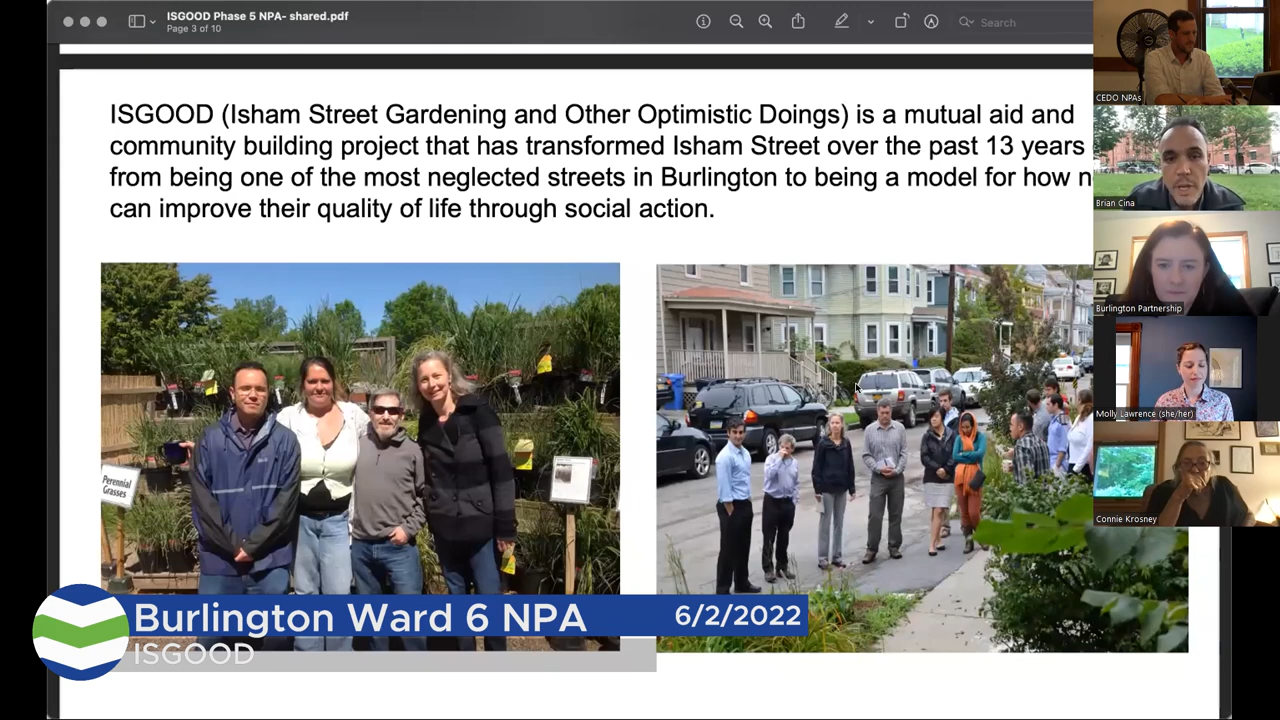 ISGOOD Phase 5 NPA- shared.pdf
Page 3 of 10
Search
ISGOOD (Isham Street Gardening and Other Optimistic Doings) is a mutual aid and
community building project that has transformed Isham Street over the past 13 years
from being one of the most neglected streets in Burlington to being a model for how n
can improve their quality of life through social action.
Perennial
Grasses
CEDO NPAs
Brian Cina
Burlington Partnership
Molly Lawrence (she/her)
Connie Krosney
Burlington Ward 6 NPA
6/2/2022
ISGOOD